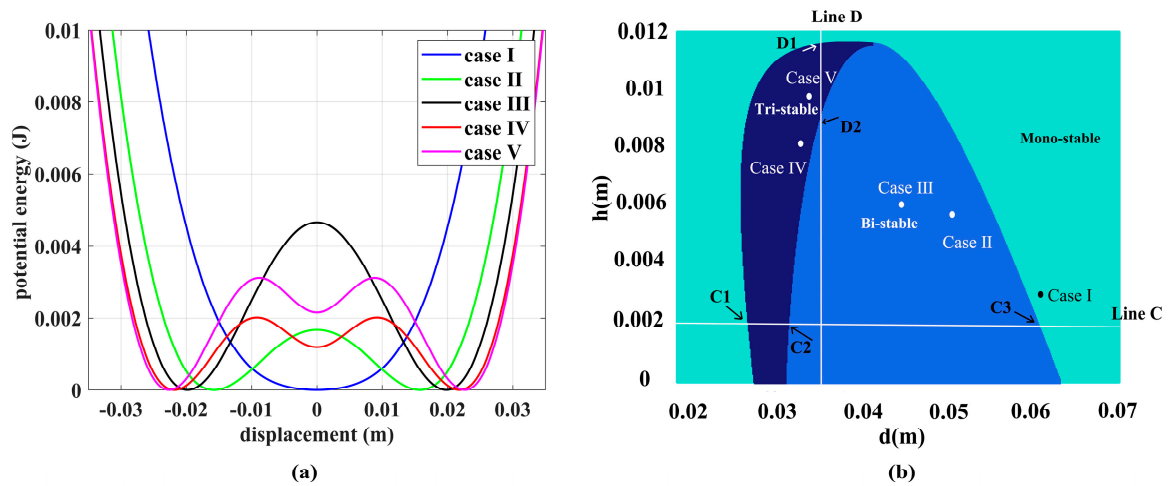 0.01
0.008
0.006
0.004
0.002
0
potential energy (J)
-0.03 -0.02 -0.01 0 0.01 0.02 0.03
displacement (m)
case I
case II
case III
case IV
case V
(a)
Line D
0.012
0.01
0.008
0.006
0.004
0.002
0
h(m)
D1
Case V
Tri-stable
D2
Case IV
Mono-stable
Case III
Bi-stable
Case II
C1
C3
Case I
Line C
C2
0.02 0.03 0.04 0.05 0.06 0.07
d(m)
(b)